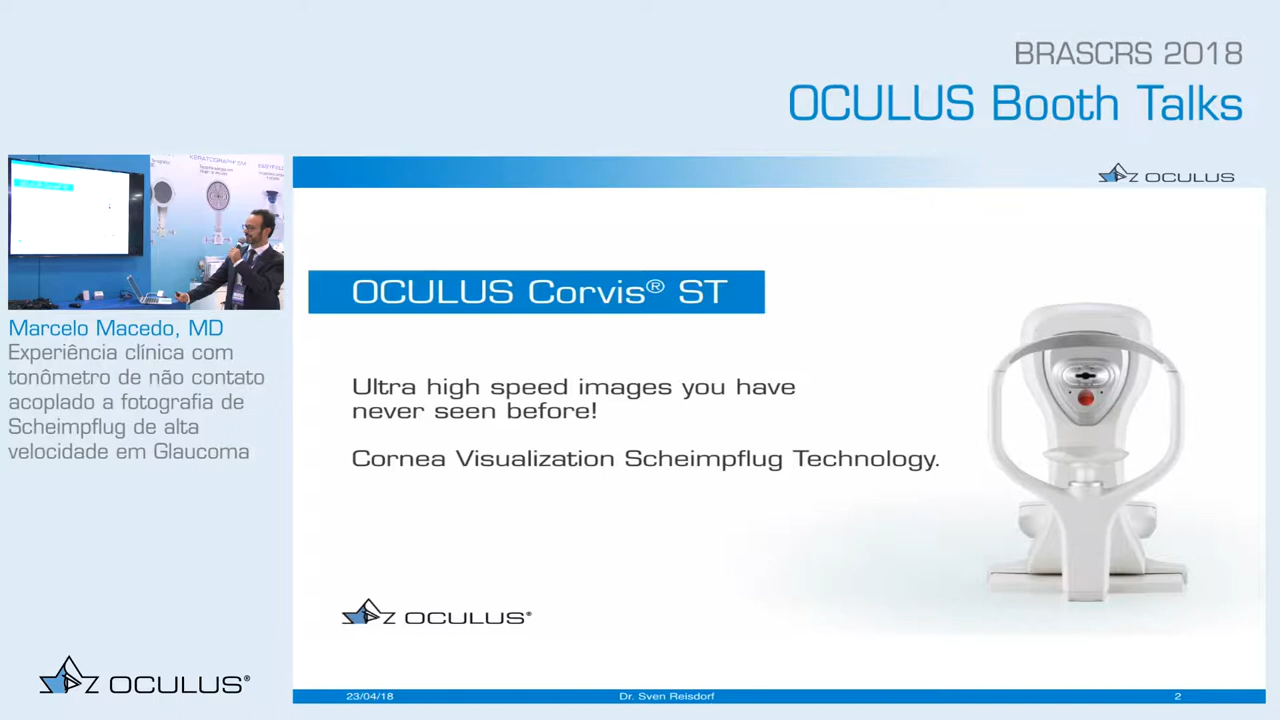 BRASCRS 2018
OCULUS Booth Talks
KERATOGRAPH 5M
Marcelo Macedo, MD
Experiência clínica com
tonômetro de não contato
acoplado a fotografia de
Scheimpflug de alta
velocidade em Glaucoma
OCULUS®
OCULUS
OCULUS Corvis® ST
Ultra high speed images you have
never seen before!
Cornea Visualization Scheimpflug Technology.
OCULUS®
23/04/18
Dr. Sven Reisdorf
2